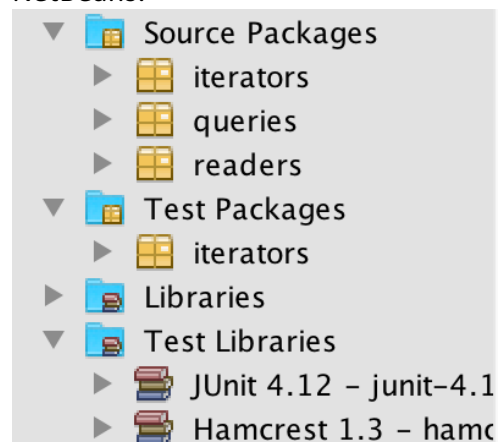 NetBeans.
Source Packages
iterators
queries
readers
Test Packages
iterators
Libraries
Test Libraries
JUnit 4.12 – junit-4.1
Hamcrest 1.3 – hamc